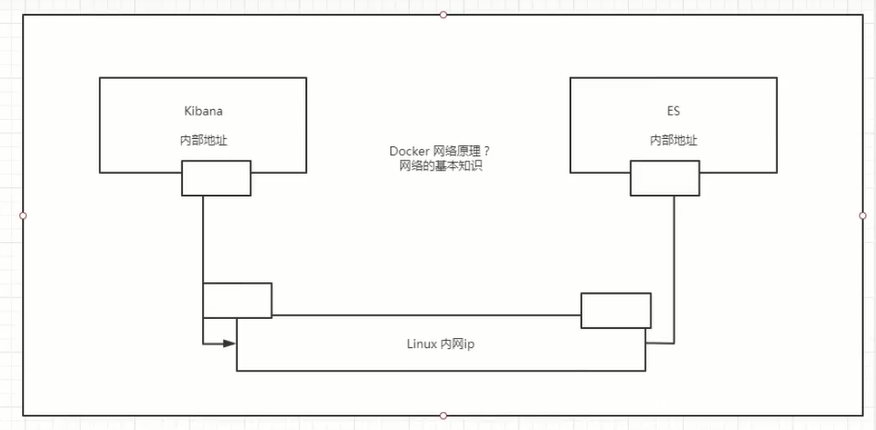 Kibana
内部地址
ES
内部地址
Docker 网络原理？
网络的基本知识
Linux 内网ip